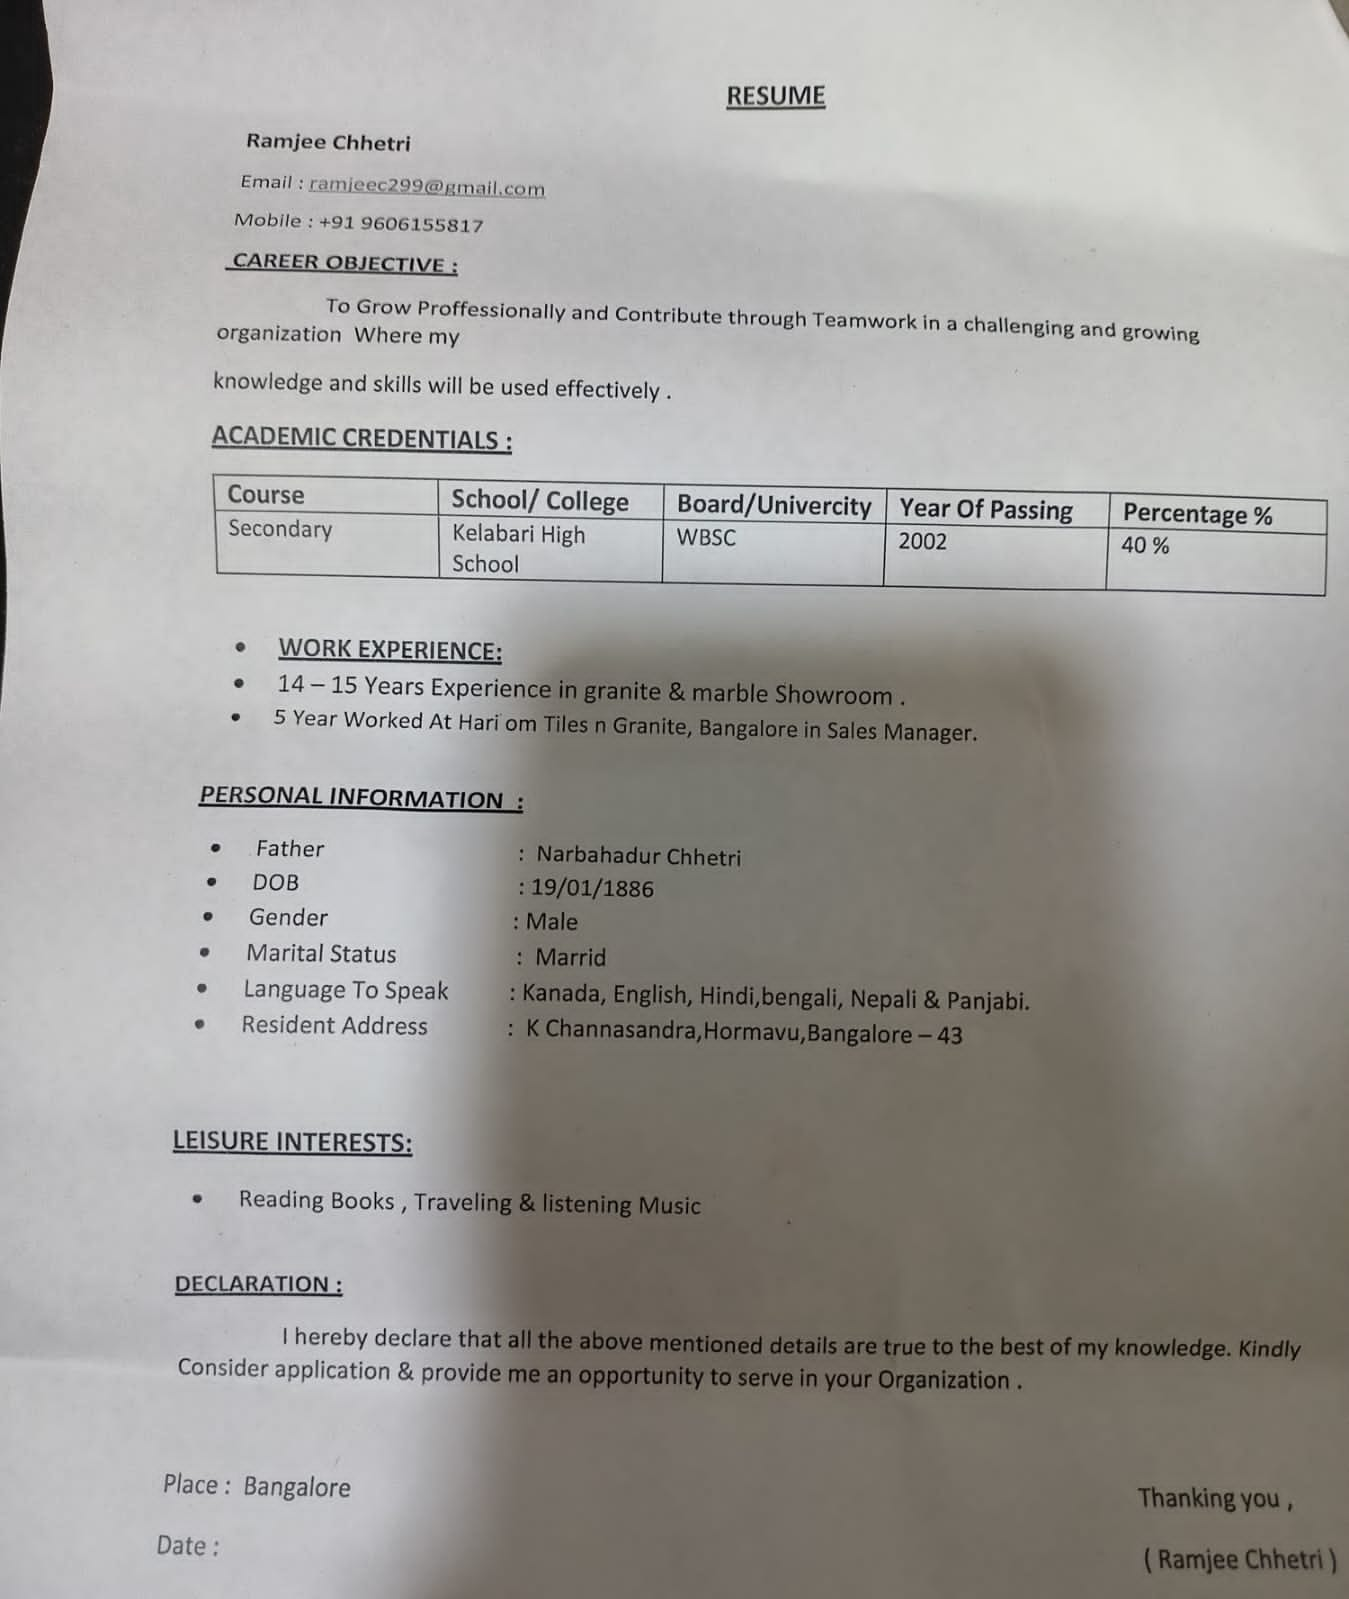 RESUME
Ramjee Chhetri
Email : ramjeec299@gmail.com
Mobile : +91 9606155817
CAREER OBJECTIVE :
To Grow Proffessionally and Contribute through Teamwork in a challenging and growing
organization Where my
knowledge and skills will be used effectively .
ACADEMIC CREDENTIALS :
Course School/ College Board/Univercity Year Of Passing Percentage %
Secondary Kelabari High WBSC 2002 40 %
School
• WORK EXPERIENCE:
• 14 – 15 Years Experience in granite & marble Showroom .
• 5 Year Worked At Hari om Tiles n Granite, Bangalore in Sales Manager.
PERSONAL INFORMATION :
• Father : Narbahadur Chhetri
• DOB : 19/01/1886
• Gender : Male
• Marital Status : Marrid
• Language To Speak : Kanada, English, Hindi,bengali, Nepali & Panjabi.
• Resident Address : K Channasandra,Hormavu,Bangalore – 43
LEISURE INTERESTS:
• Reading Books , Traveling & listening Music
DECLARATION :
I hereby declare that all the above mentioned details are true to the best of my knowledge. Kindly
Consider application & provide me an opportunity to serve in your Organization .
Place : Bangalore
Thanking you ,
Date :
( Ramjee Chhetri )